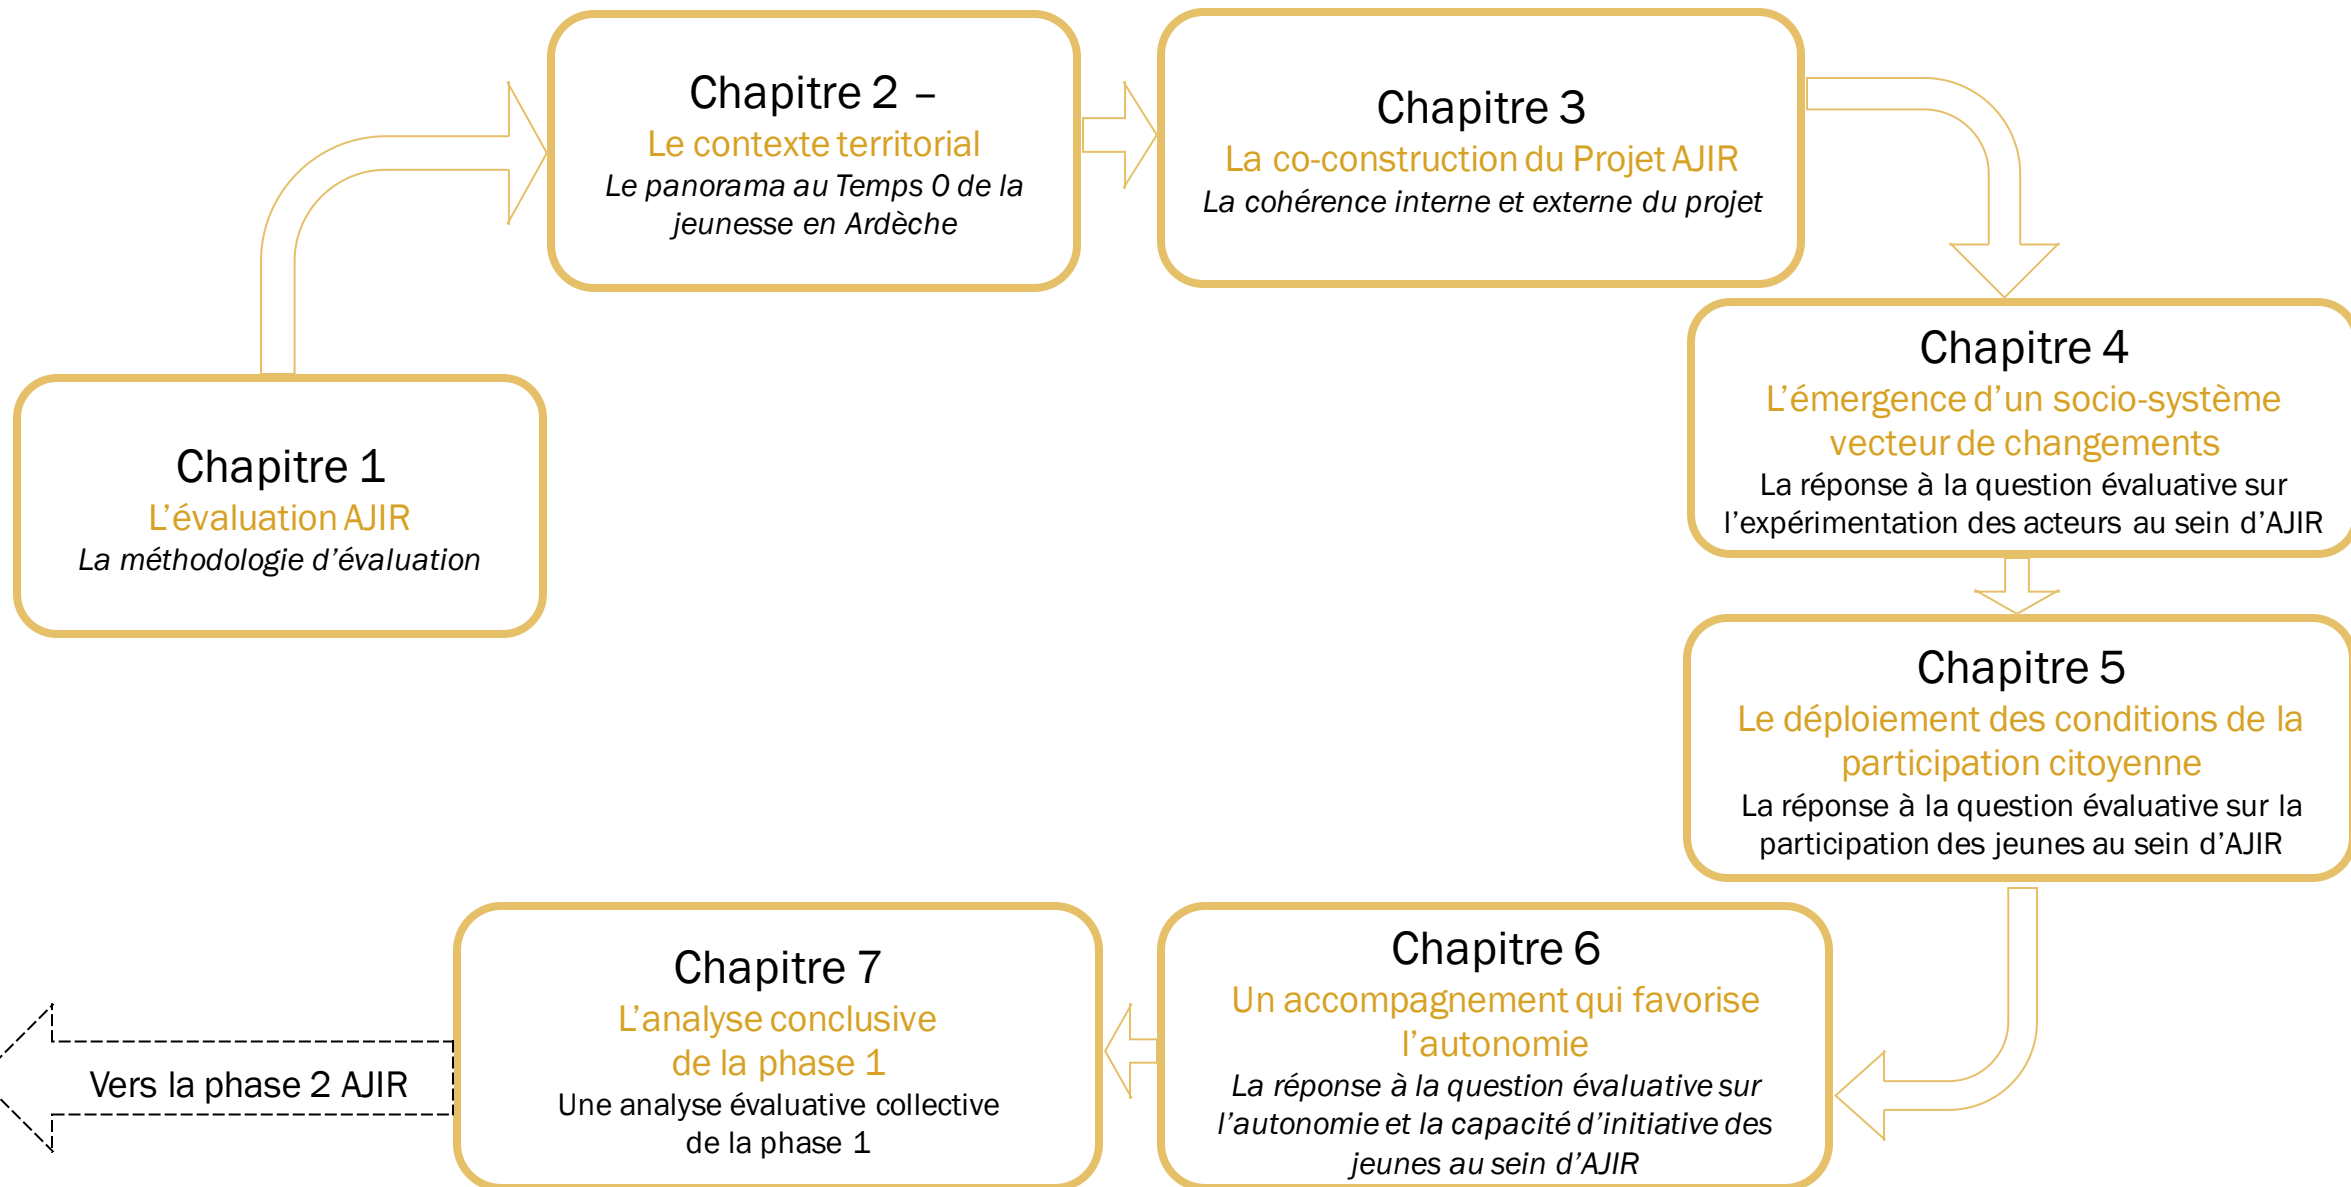 Chapitre 1
L’évaluation AJIR
La méthodologie d’évaluation
Chapitre 2 –
Le contexte territorial
Le panorama au Temps 0 de la
jeunesse en Ardèche
Chapitre 3
La co-construction du Projet AJIR
La cohérence interne et externe du projet
Chapitre 4
L’émergence d’un socio-système
vecteur de changements
La réponse à la question évaluative sur
l’expérimentation des acteurs au sein d’AJIR
Chapitre 5
Le déploiement des conditions de la
participation citoyenne
La réponse à la question évaluative sur la
participation des jeunes au sein d’AJIR
Chapitre 6
Un accompagnement qui favorise
l’autonomie
La réponse à la question évaluative sur
l’autonomie et la capacité d’initiative des
jeunes au sein d’AJIR
Chapitre 7
L’analyse conclusive
de la phase 1
Une analyse évaluative collective
de la phase 1
Vers la phase 2 AJIR